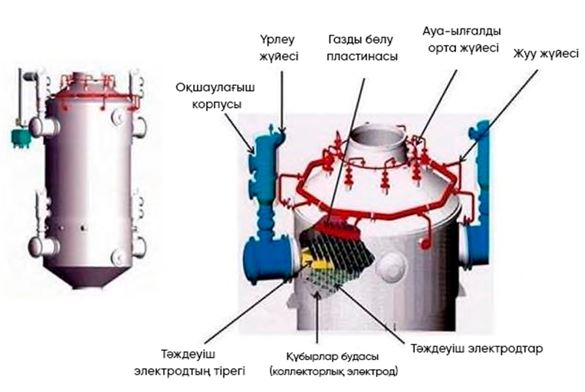 Үрлеу
жүйесі
Газды бөлу
пластинасы
Ауа-ылғалды
орта жүйесі
Жуу жүйесі
Оқшаулағыш
корпусы
Тәждеуіш
электродтың тірегі
Құбырлар будасы
(коллекторлық электрод)
Тәждеуіш электродтар